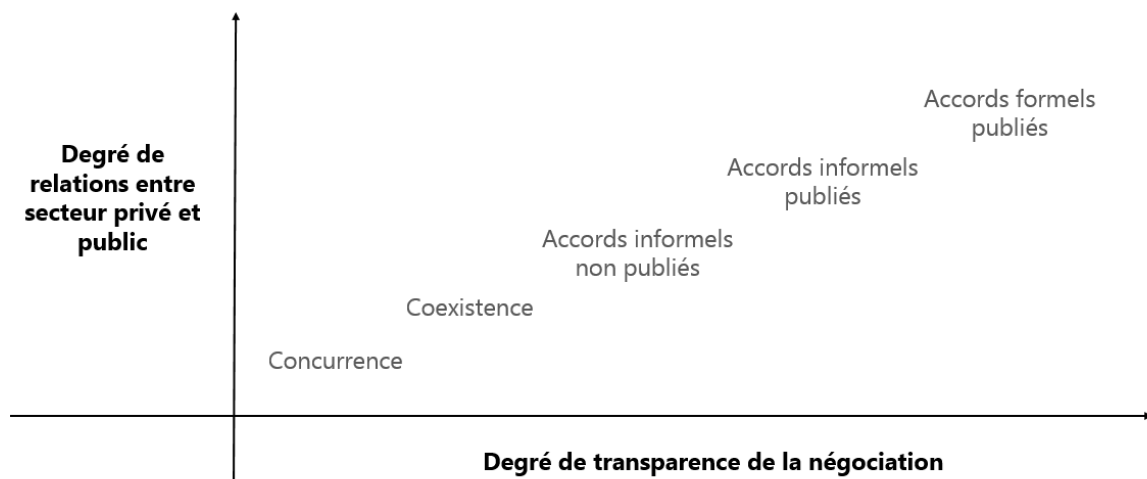 Accords formels
publiés
Degré de
relations entre
secteur privé et
public
Accords informels
publiés
Accords informels
non publiés
Coexistence
Concurrence
Degré de transparence de la négociation